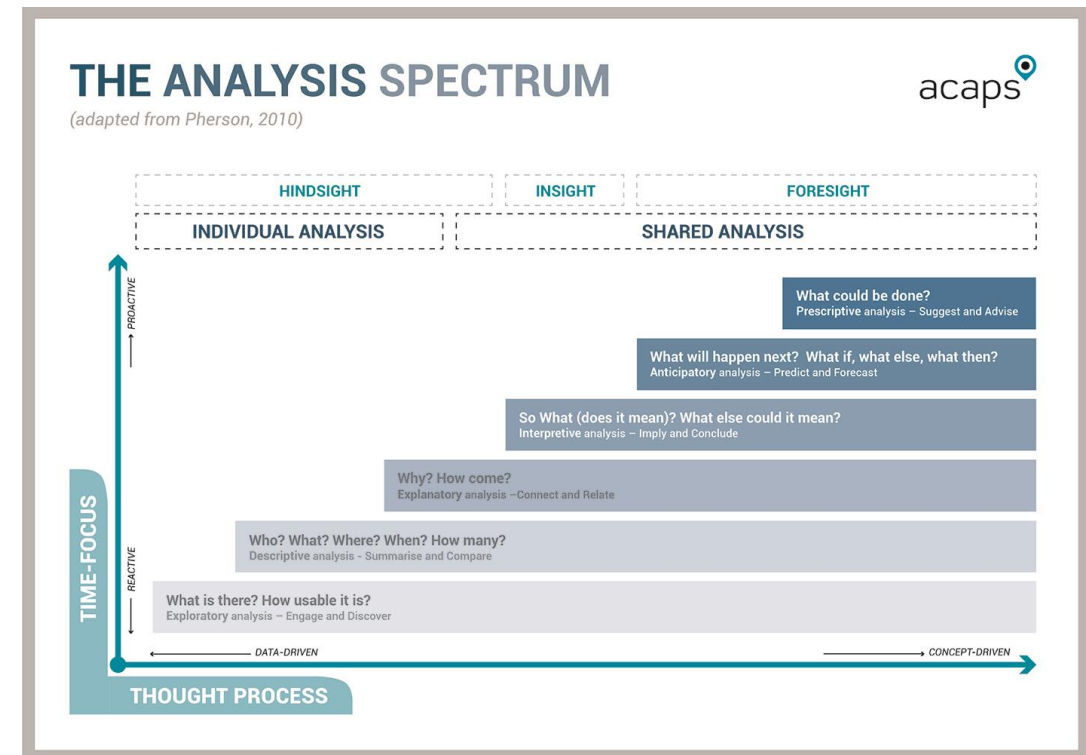 THE ANALYSIS SPECTRUM
(adapted from Pherson, 2010)
acaps
HINDSIGHT
INSIGHT
FORESIGHT
INDIVIDUAL ANALYSIS
SHARED ANALYSIS
PROACTIVE
What could be done?
Prescriptive analysis – Suggest and Advise
What will happen next? What if, what else, what then?
Anticipatory analysis – Predict and Forecast
So What (does it mean)? What else could it mean?
Interpretive analysis – Imply and Conclude
Why? How come?
Explanatory analysis –Connect and Relate
Who? What? Where? When? How many?
Descriptive analysis - Summarise and Compare
What is there? How usable it is?
Exploratory analysis – Engage and Discover
REACTIVE
TIME-FOCUS
DATA-DRIVEN
CONCEPT-DRIVEN
THOUGHT PROCESS